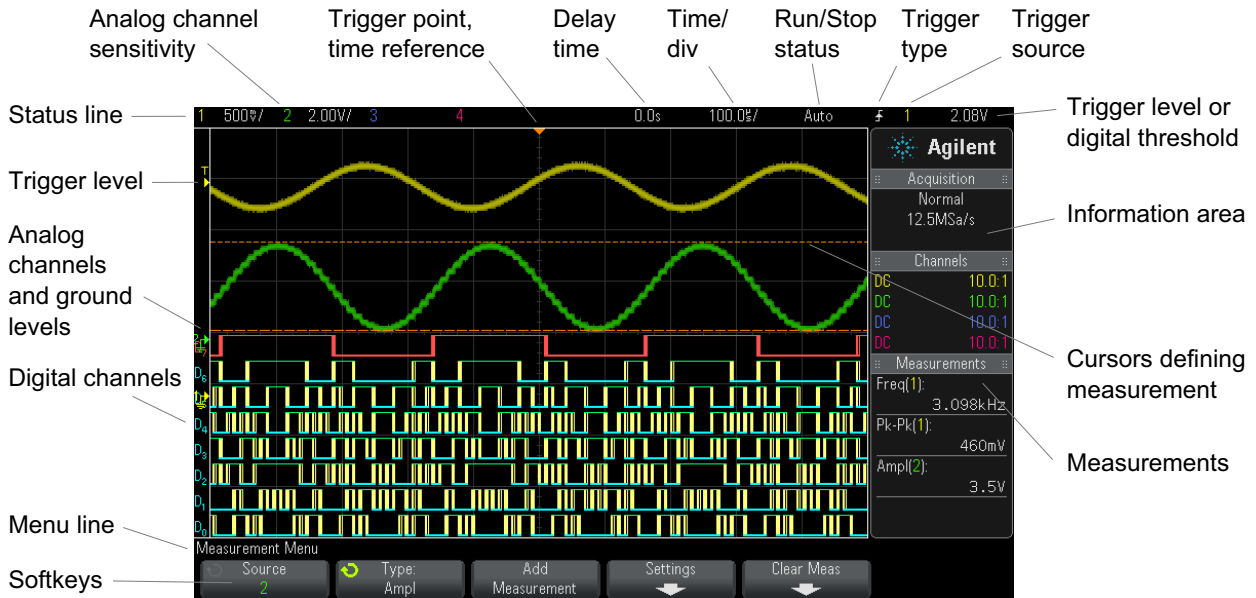 Analog channel
sensitivity
Trigger point,
time reference
Delay
time
Time/
div
Run/Stop
status
Trigger
type
Trigger
source
Status line
1 500mV/ 2 2.00V/ 3 4 0.0s 100.0µs/ Auto 1 2.08V
Trigger level or
digital threshold
Agilent
T
Trigger level
Acquisition
Normal
12.5MSa/s
Information area
Analog
channels
and ground
levels
Channels
DC 10.0:1
DC 10.0:1
DC 10.0:1
DC 10.0:1
Digital channels
D6
D4
D3
D2
D1
D0
Measurements
Freq(1):
3.098kHz
Pk-Pk(1):
460mV
Ampl(2):
3.5V
Cursors defining
measurement
Measurements
Menu line
Measurement Menu
Softkeys
Source
2
Type:
Ampl
Add
Measurement
Settings
Clear Meas